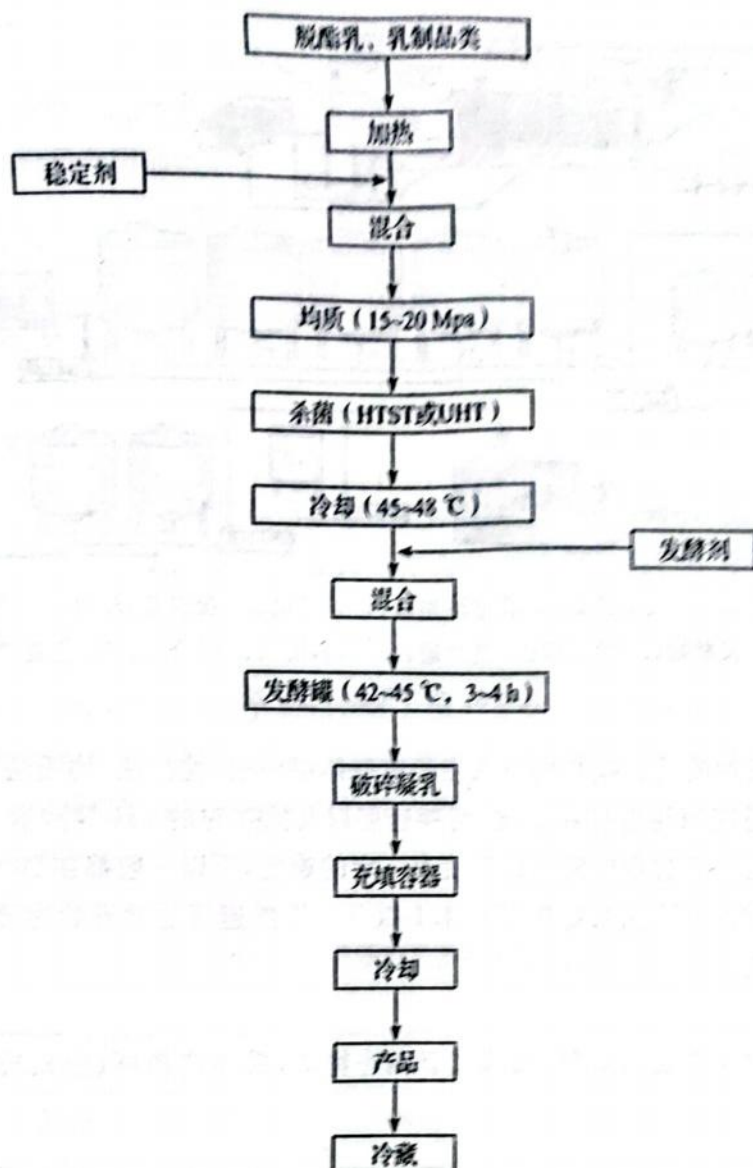 脱酯乳、乳制品类
加热
稳定剂
混合
均质（15~20 Mpa）
杀菌（HTST或UHT）
冷却（45~48 ℃）
发酵剂
混合
发酵罐（42~45 ℃，3~4 h）
破碎凝乳
充填容器
冷却
产品
冷藏